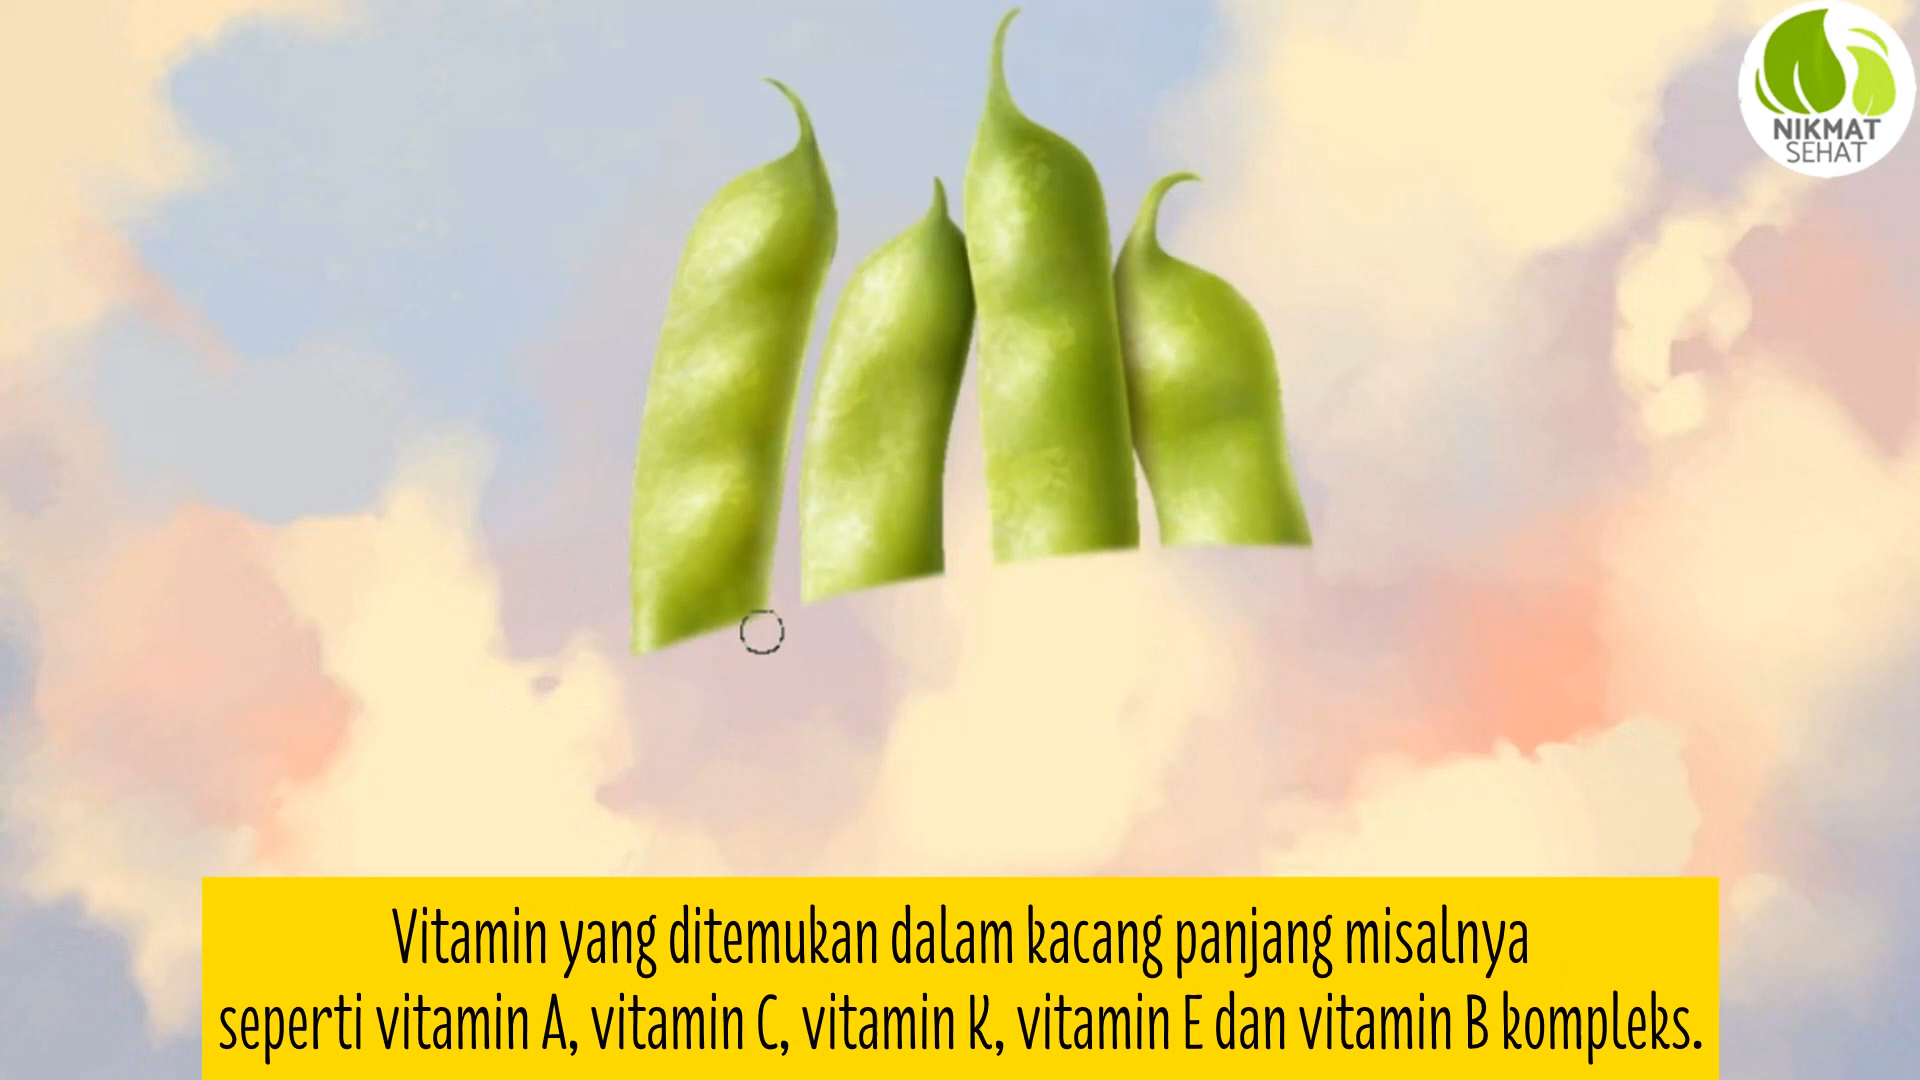 NIKMAT
SEHAT
Vitamin yang ditemukan dalam kacang panjang misalnya
seperti vitamin A, vitamin C, vitamin K, vitamin E dan vitamin B kompleks.